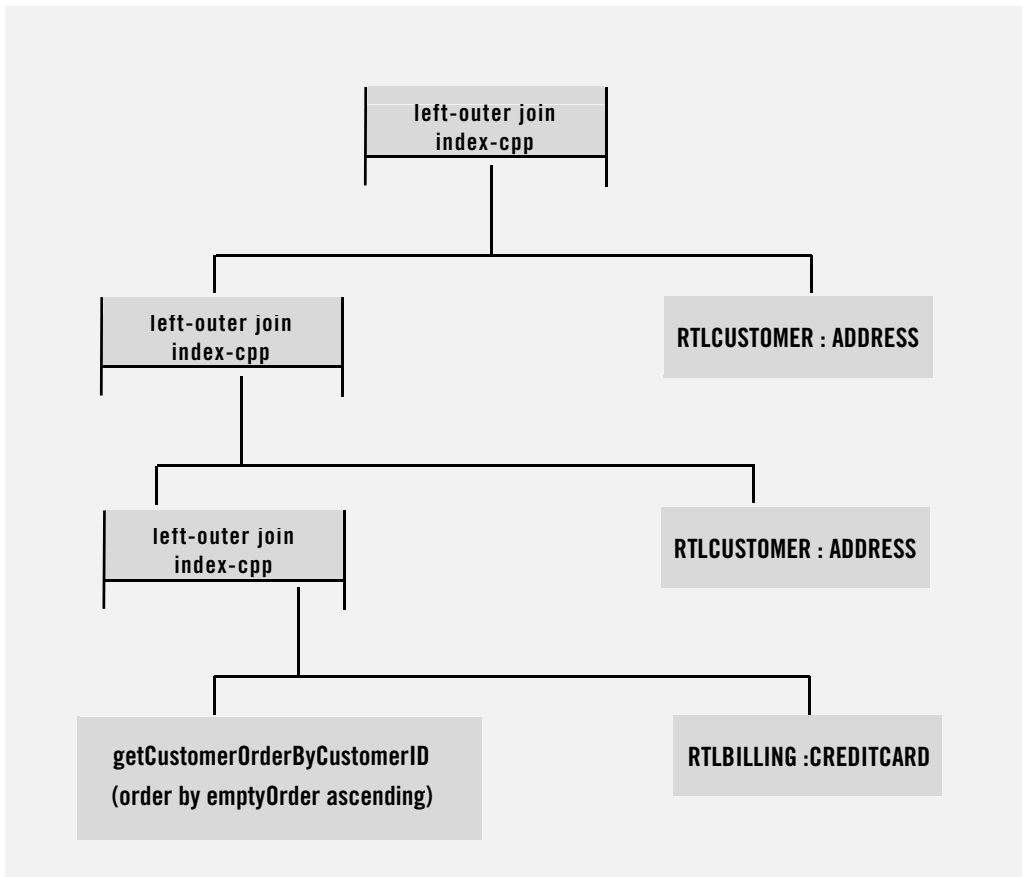 left-outer join
index-cpp
left-outer join
index-cpp
RTLCUSTOMER : ADDRESS
left-outer join
index-cpp
RTLCUSTOMER : ADDRESS
getCustomerOrderByCustomerID
(order by emptyOrder ascending)
RTLBILLING :CREDITCARD